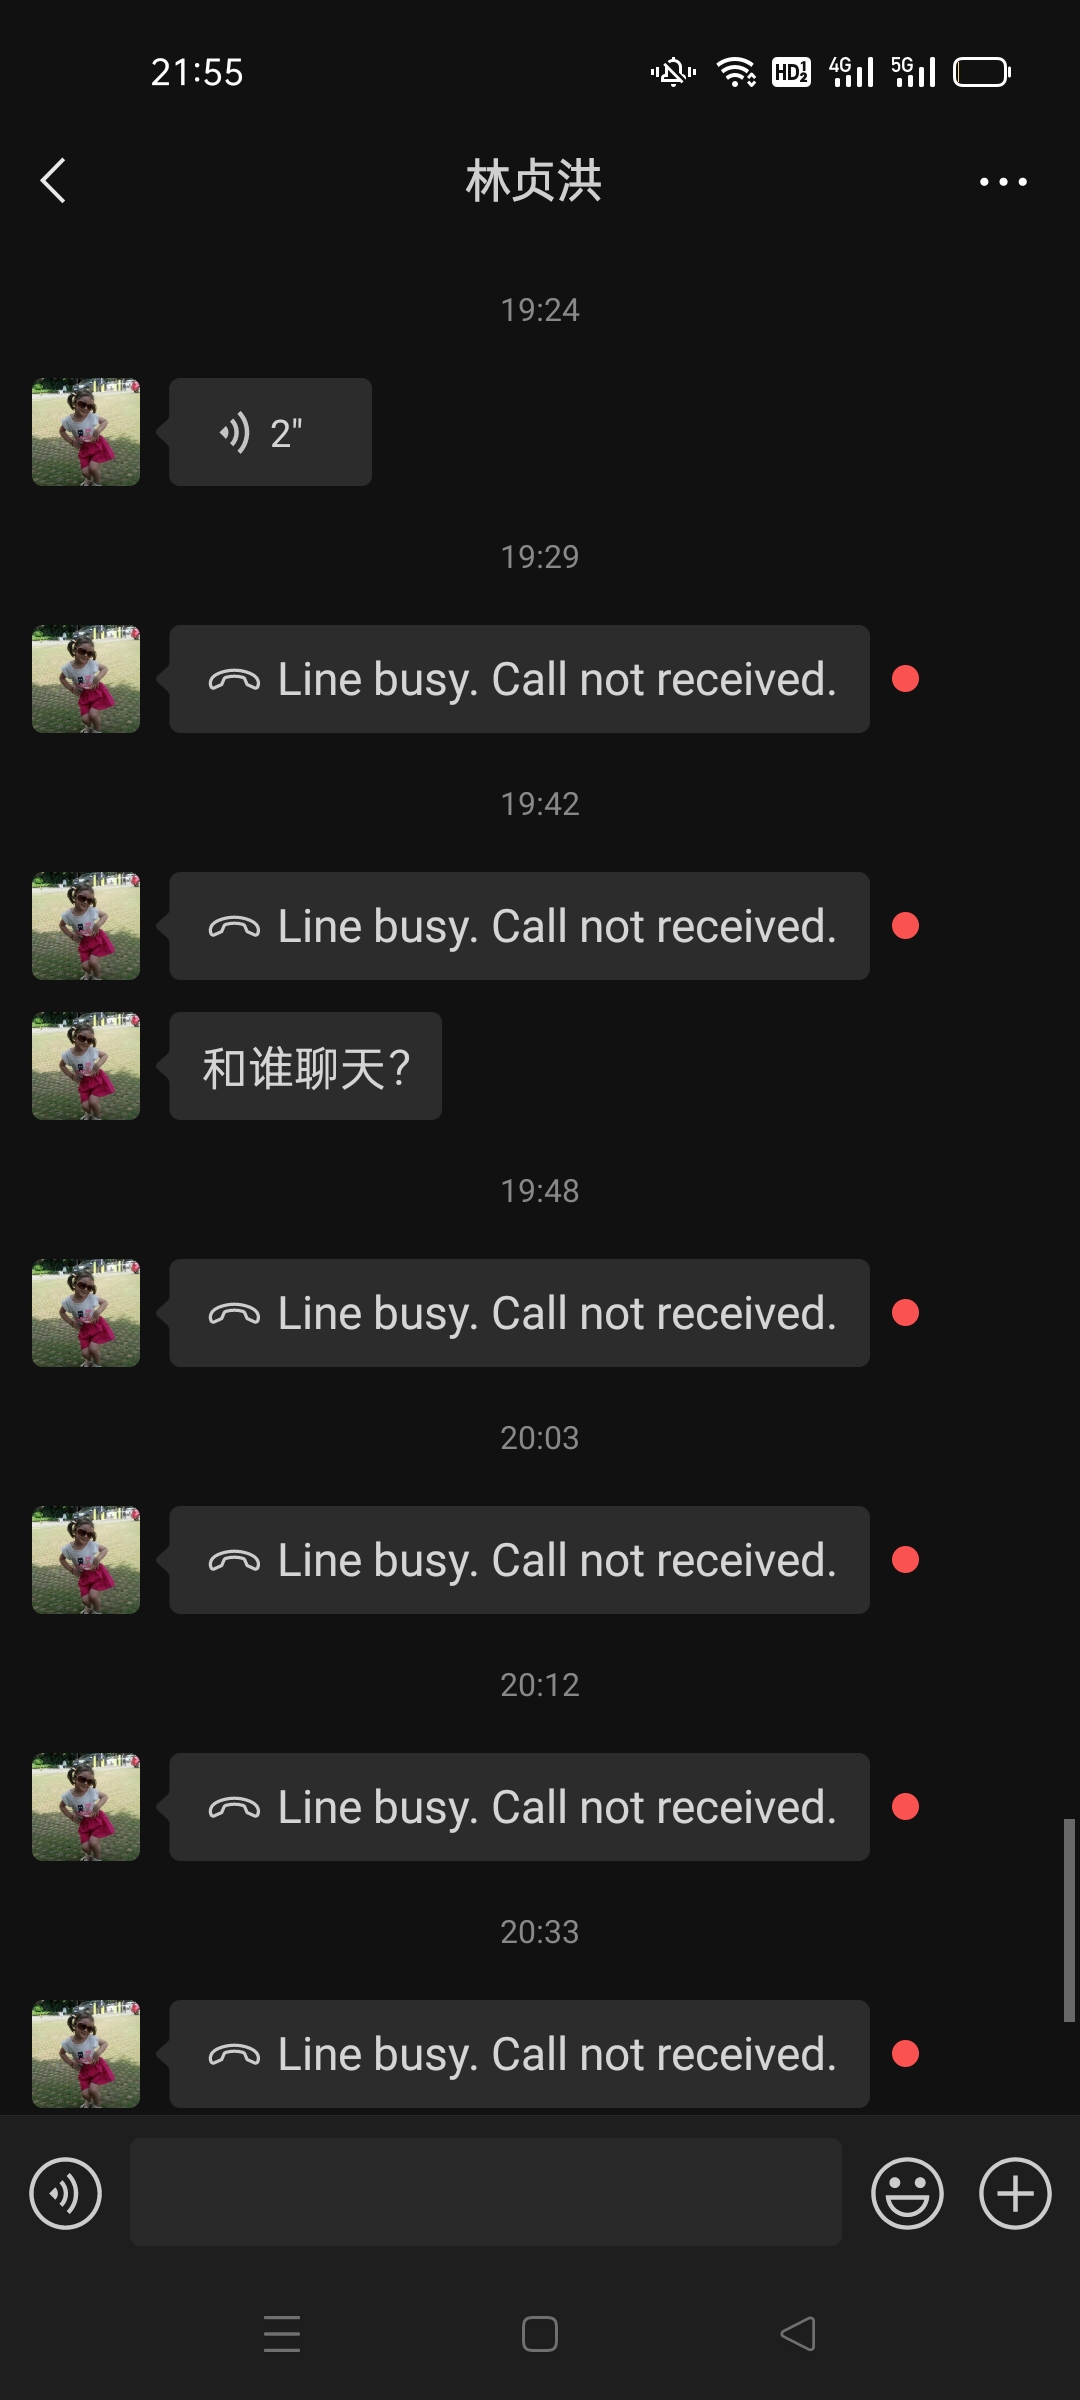 21:55
HD 1 2 4G 5G
林贞洪
19:24
2"
19:29
Line busy. Call not received.
19:42
Line busy. Call not received.
和谁聊天?
19:48
Line busy. Call not received.
20:03
Line busy. Call not received.
20:12
Line busy. Call not received.
20:33
Line busy. Call not received.